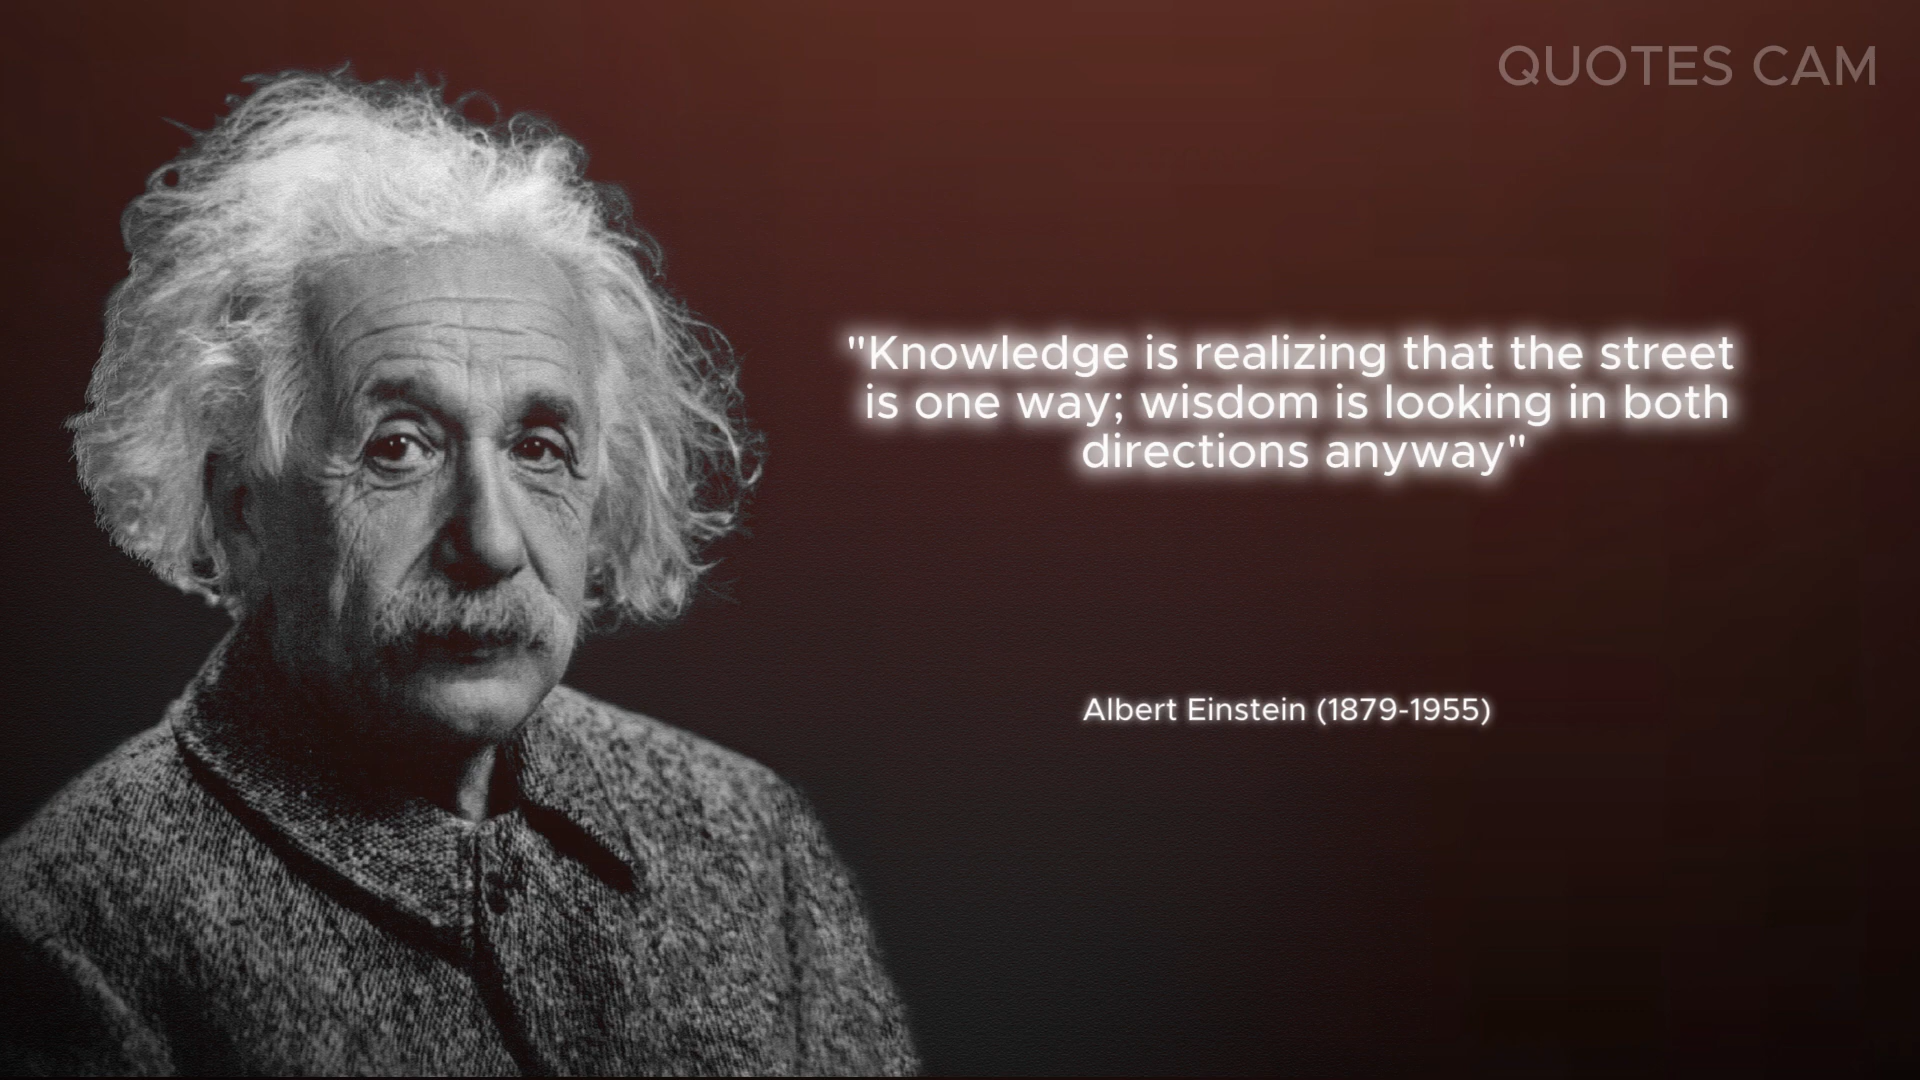 QUOTES CAM
"Knowledge is realizing that the street
is one way; wisdom is looking in both
directions anyway"
Albert Einstein (1879-1955)